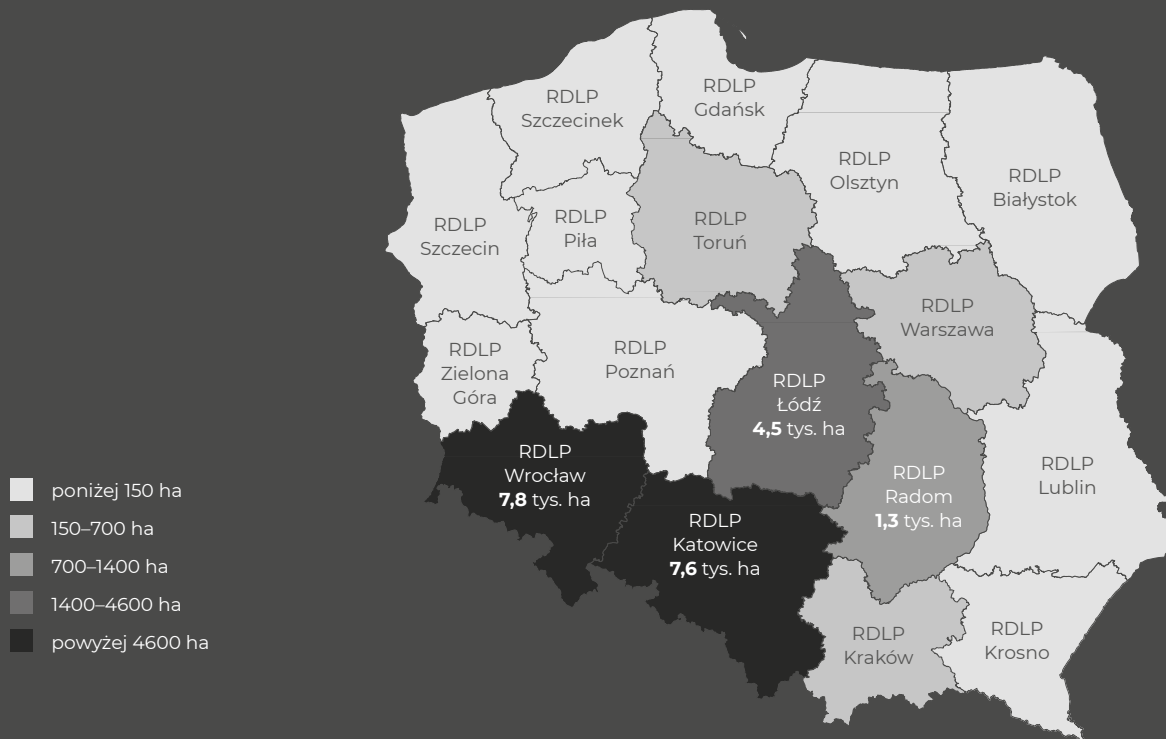 RDLP
Szczecinek
RDLP
Gdańsk
RDLP
Olsztyn
RDLP
Białystok
RDLP
Szczecin
RDLP
Piła
RDLP
Toruń
RDLP
Warszawa
RDLP
Zielona
Góra
RDLP
Poznań
RDLP
Łódź
4,5 tys. ha
RDLP
Wrocław
7,8 tys. ha
RDLP
Radom
1,3 tys. ha
RDLP
Lublin
RDLP
Katowice
7,6 tys. ha
RDLP
Kraków
RDLP
Krosno
poniżej 150 ha
150–700 ha
700–1400 ha
1400–4600 ha
powyżej 4600 ha